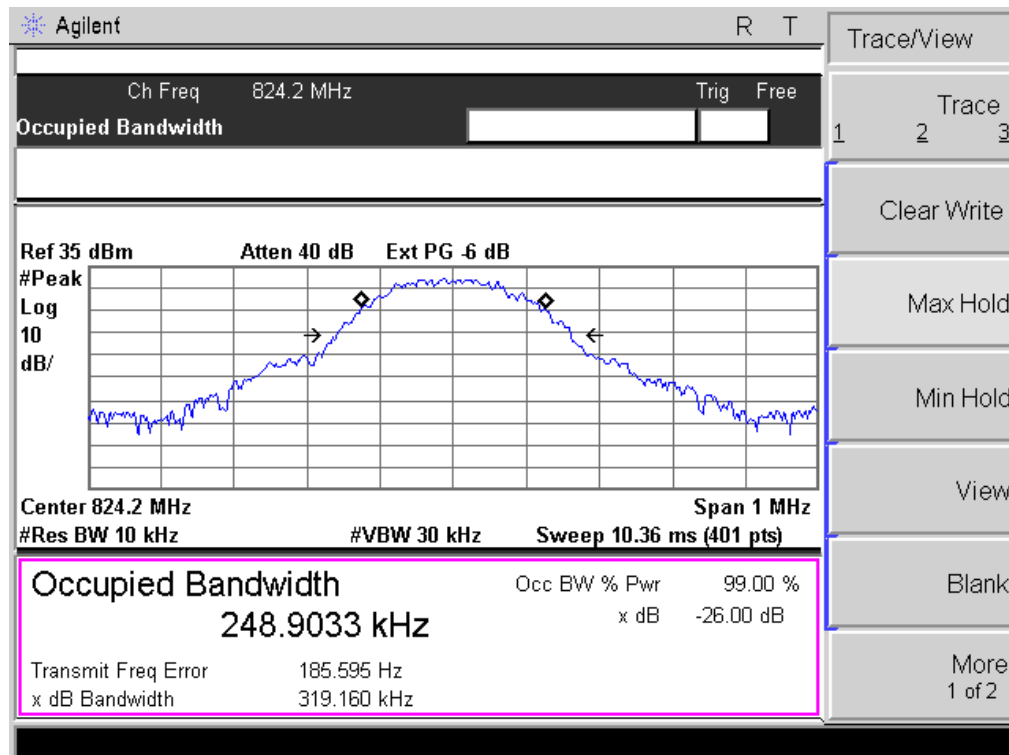 Agilent R T
Trace/View
Ch Freq 824.2 MHz Trig Free
Occupied Bandwidth
Trace
1 2 3
Clear Write
Ref 35 dBm Atten 40 dB Ext PG -6 dB
#Peak
Log
10
dB/
Max Hold
Min Hold
View
Center 824.2 MHz Span 1 MHz
#Res BW 10 kHz #VBW 30 kHz Sweep 10.36 ms (401 pts)
Occupied Bandwidth Occ BW % Pwr 99.00 %
248.9033 kHz x dB -26.00 dB
Transmit Freq Error 185.595 Hz
x dB Bandwidth 319.160 kHz
Blank
More
1 of 2